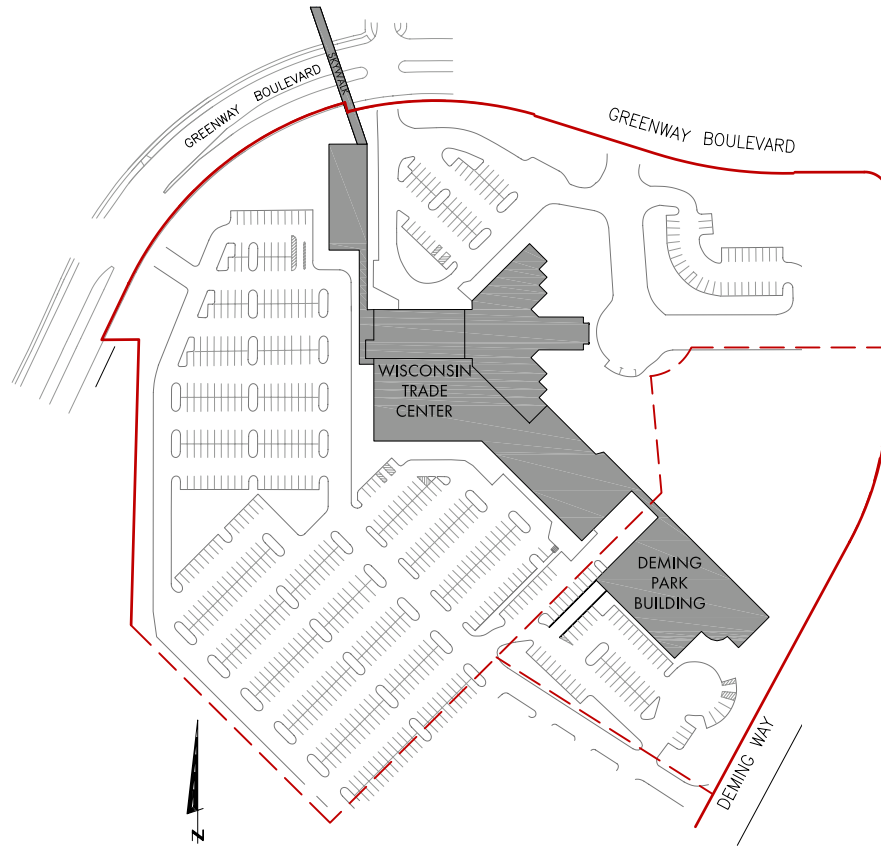 SKYWALK
GREENWAY BOULEVARD
GREENWAY BOULEVARD
WISCONSIN
TRADE
CENTER
DEMING
PARK
BUILDING
DEMING WAY
N